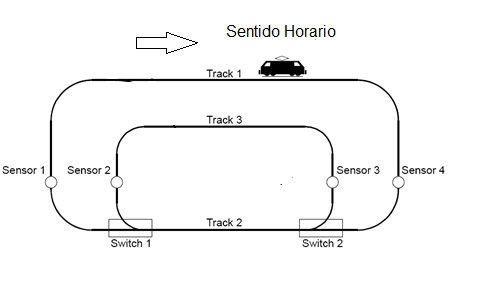 Sentido Horario
Track 1
Track 3
Sensor 1
Sensor 2
Sensor 3
Sensor 4
Track 2
Switch 1
Switch 2